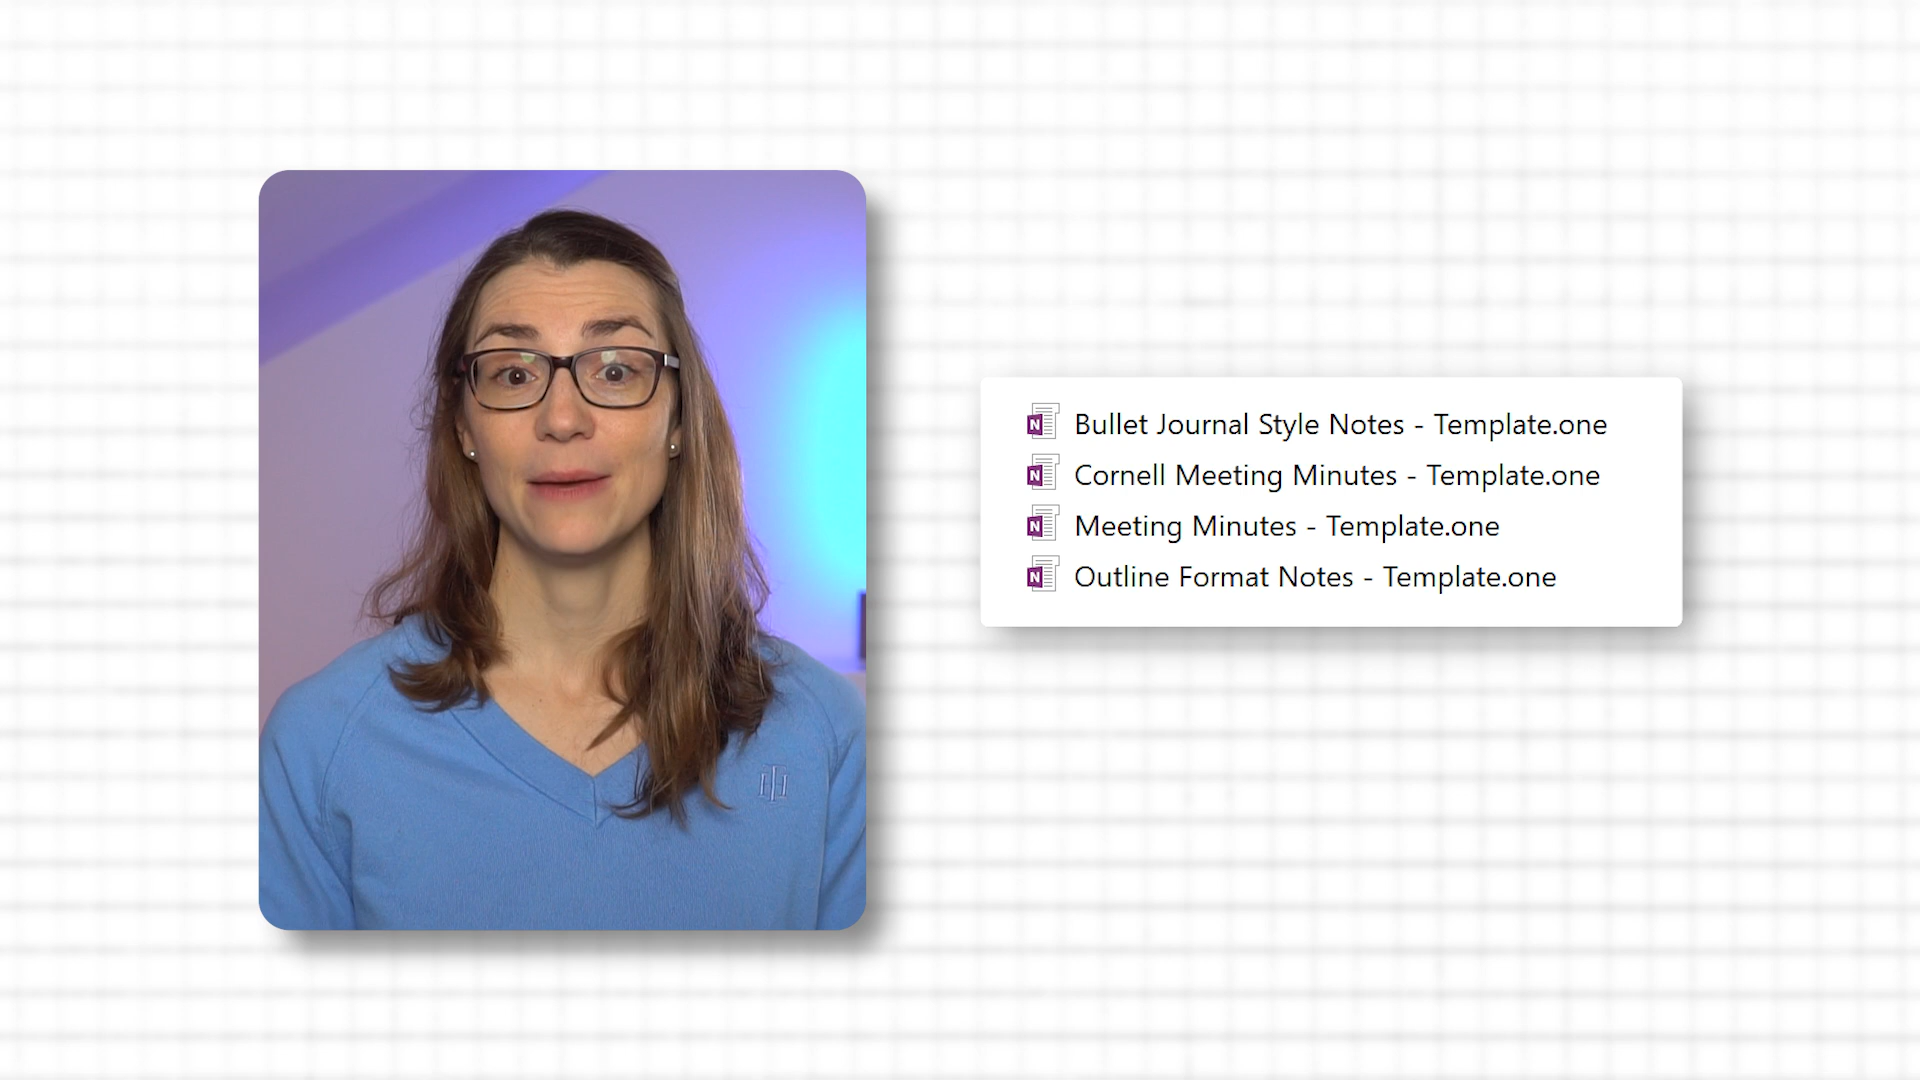 Bullet Journal Style Notes - Template.one
Cornell Meeting Minutes - Template.one
Meeting Minutes - Template.one
Outline Format Notes - Template.one